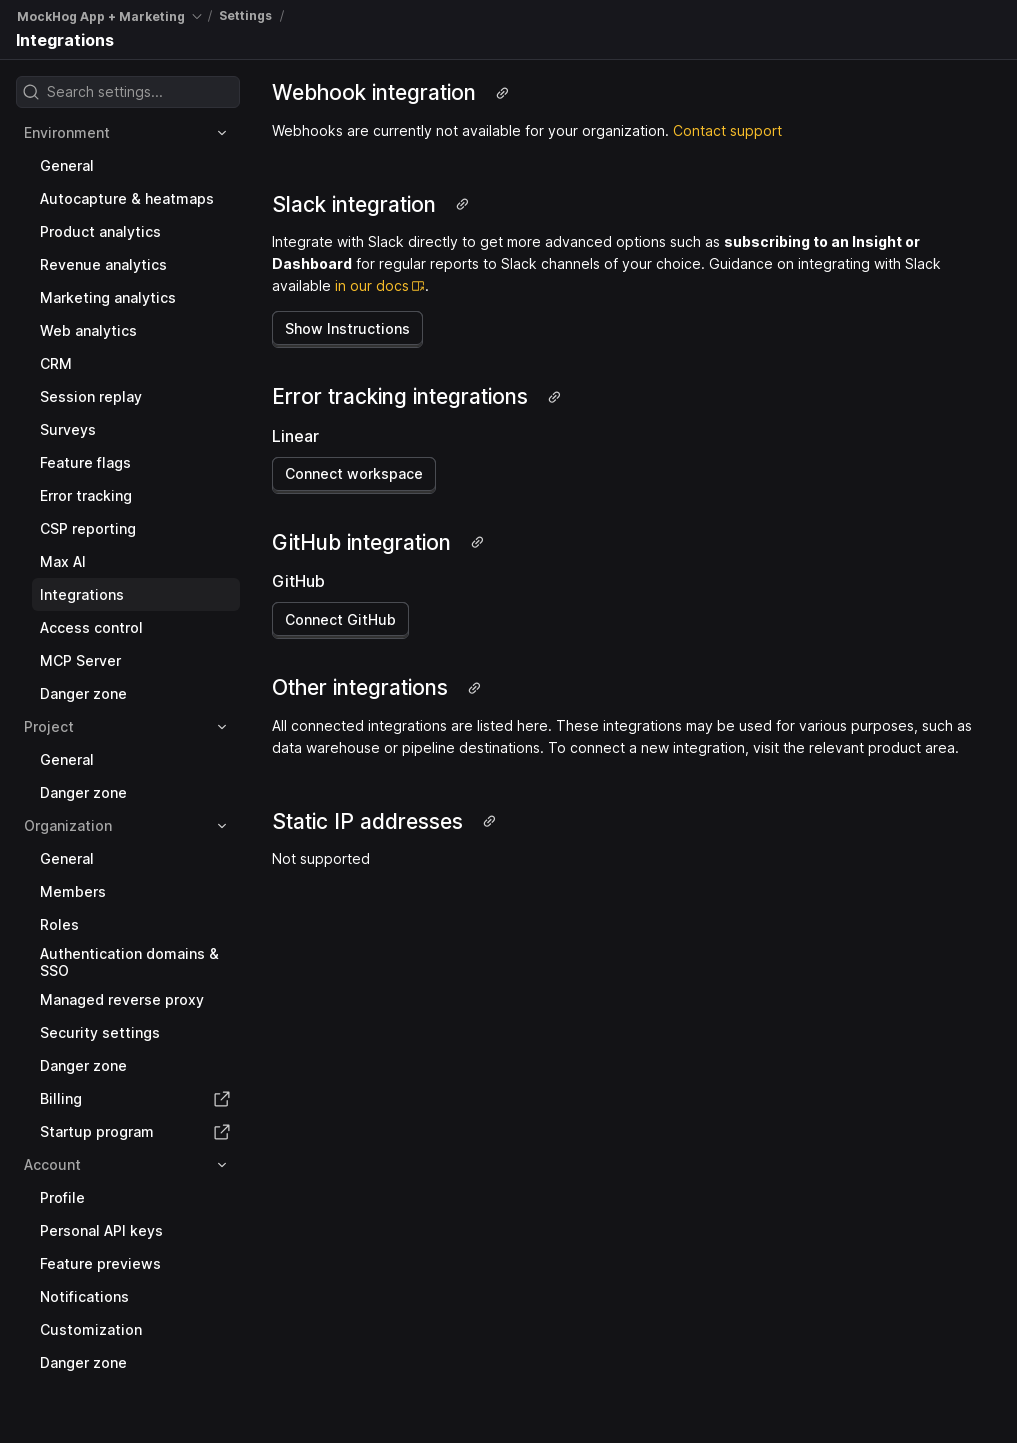 MockHog App + Marketing / Settings /
Integrations
Search settings...
Environment
General
Autocapture & heatmaps
Product analytics
Revenue analytics
Marketing analytics
Web analytics
CRM
Session replay
Surveys
Feature flags
Error tracking
CSP reporting
Max AI
Integrations
Access control
MCP Server
Danger zone
Project
General
Danger zone
Organization
General
Members
Roles
Authentication domains &
SSO
Managed reverse proxy
Security settings
Danger zone
Billing
Startup program
Account
Profile
Personal API keys
Feature previews
Notifications
Customization
Danger zone
Webhook integration
Webhooks are currently not available for your organization. Contact support
Slack integration
Integrate with Slack directly to get more advanced options such as subscribing to an Insight or
Dashboard for regular reports to Slack channels of your choice. Guidance on integrating with Slack
available in our docs.
Show Instructions
Error tracking integrations
Linear
Connect workspace
GitHub integration
GitHub
Connect GitHub
Other integrations
All connected integrations are listed here. These integrations may be used for various purposes, such as
data warehouse or pipeline destinations. To connect a new integration, visit the relevant product area.
Static IP addresses
Not supported